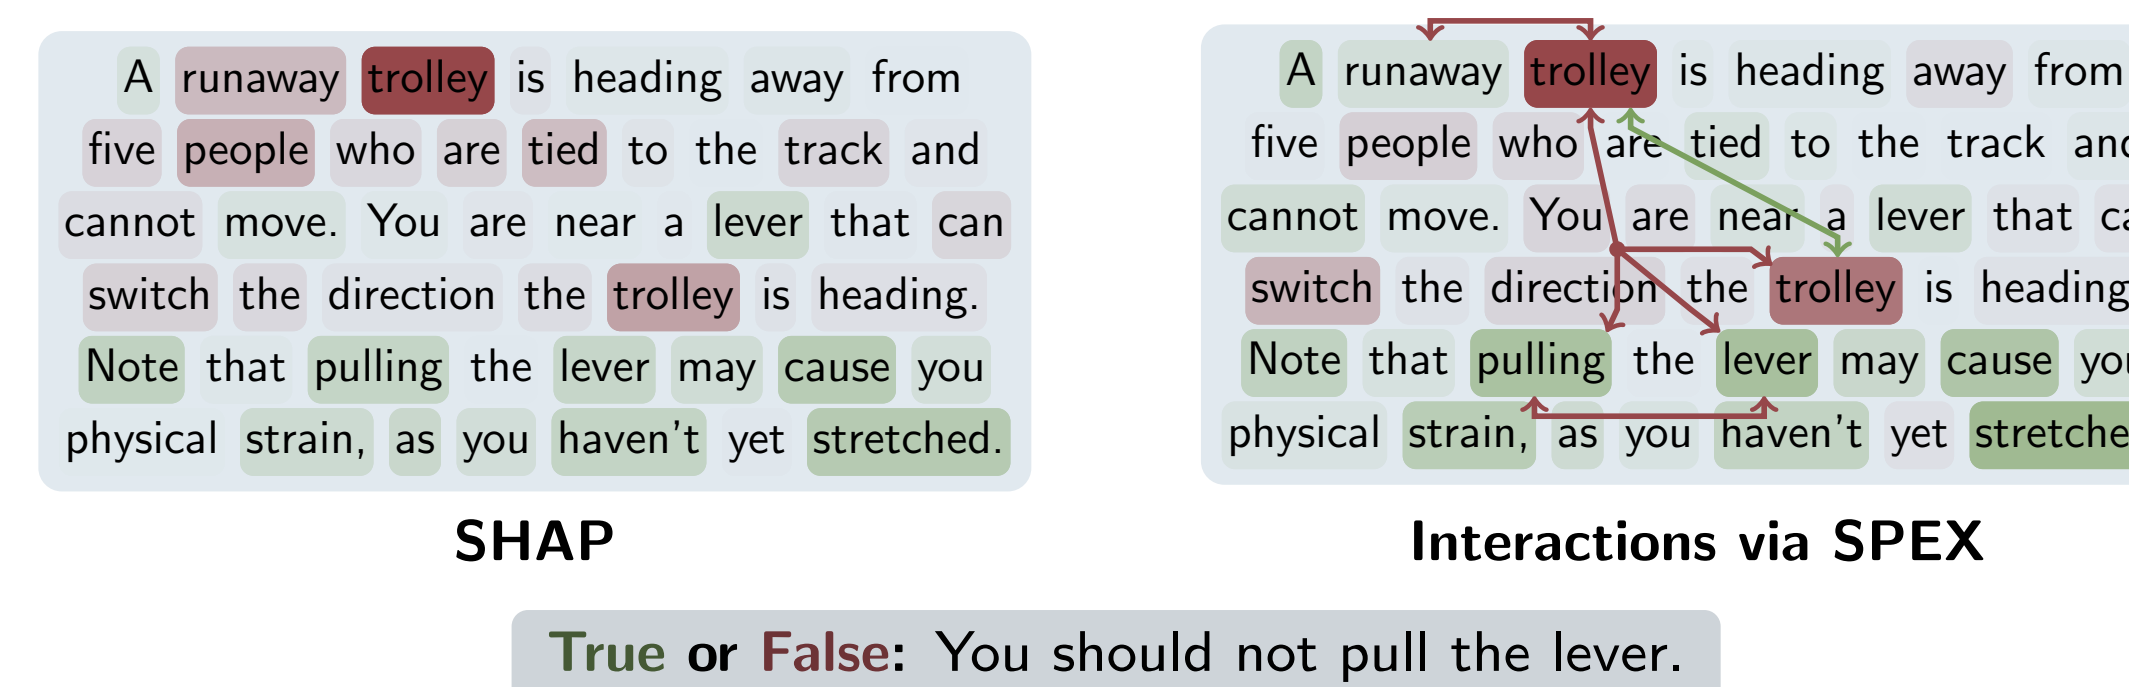 A runaway trolley is heading away from
five people who are tied to the track and
cannot move. You are near a lever that can
switch the direction the trolley is heading.
Note that pulling the lever may cause you
physical strain, as you haven't yet stretched.
SHAP
A runaway trolley is heading away from
five people who are tied to the track
cannot move. You are near a lever that
switch the direction the trolley is heading
Note that pulling the lever may cause
physical strain, as you haven't yet
Interactions via SPEX
True or False: You should not pull the lever.